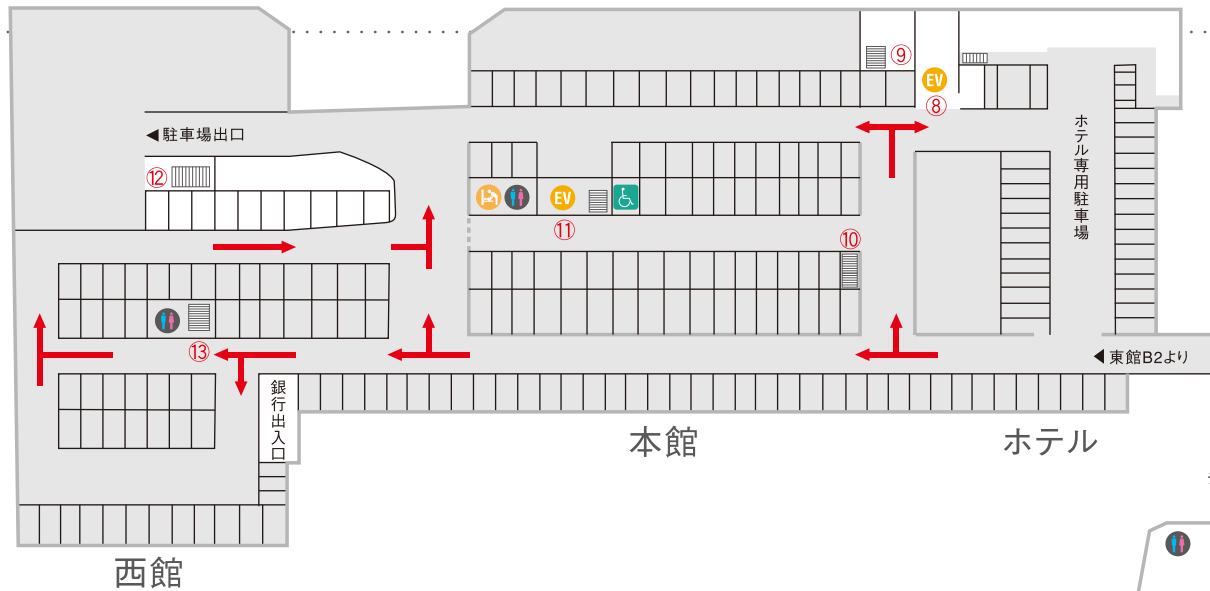 ⑨
EV
⑧
◀駐車場出口
ホテル専用駐車場
⑫
EV
⑪
⑩
⑬
◀東館B2より
銀行出入口
本館
ホテル
西館